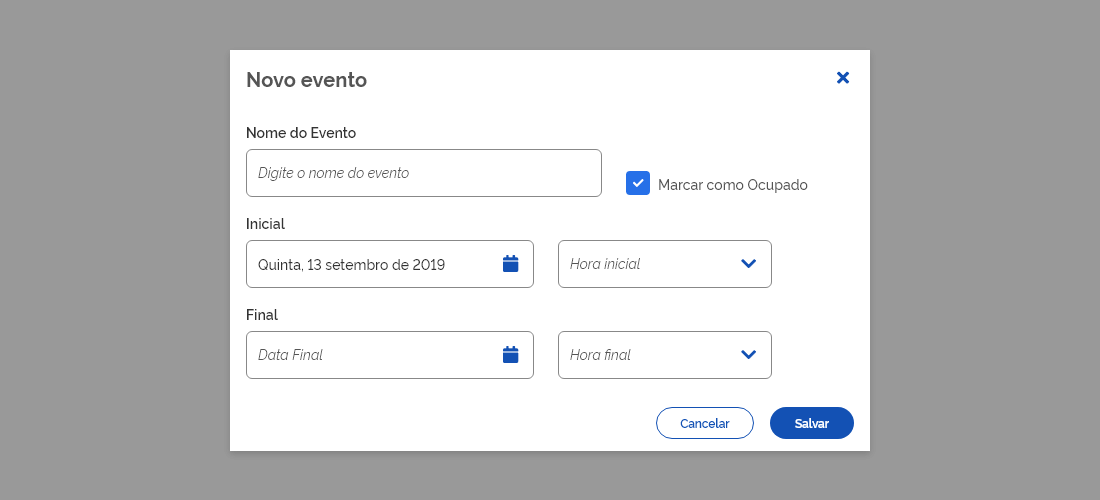 Novo evento
Nome do Evento
Digite o nome do evento
Marcar como Ocupado
Inicial
Quinta, 13 setembro de 2019
Hora inicial
Final
Data Final
Hora final
Cancelar
Salvar